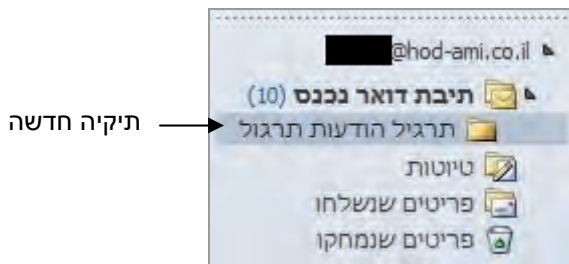 @hod-ami.co.il
תיבת דואר נכנס (10)
תיקיה חדשה
תרגיל הודעות תרגול
טיוטות
פריטים שנשלחו
פריטים שנמחקו